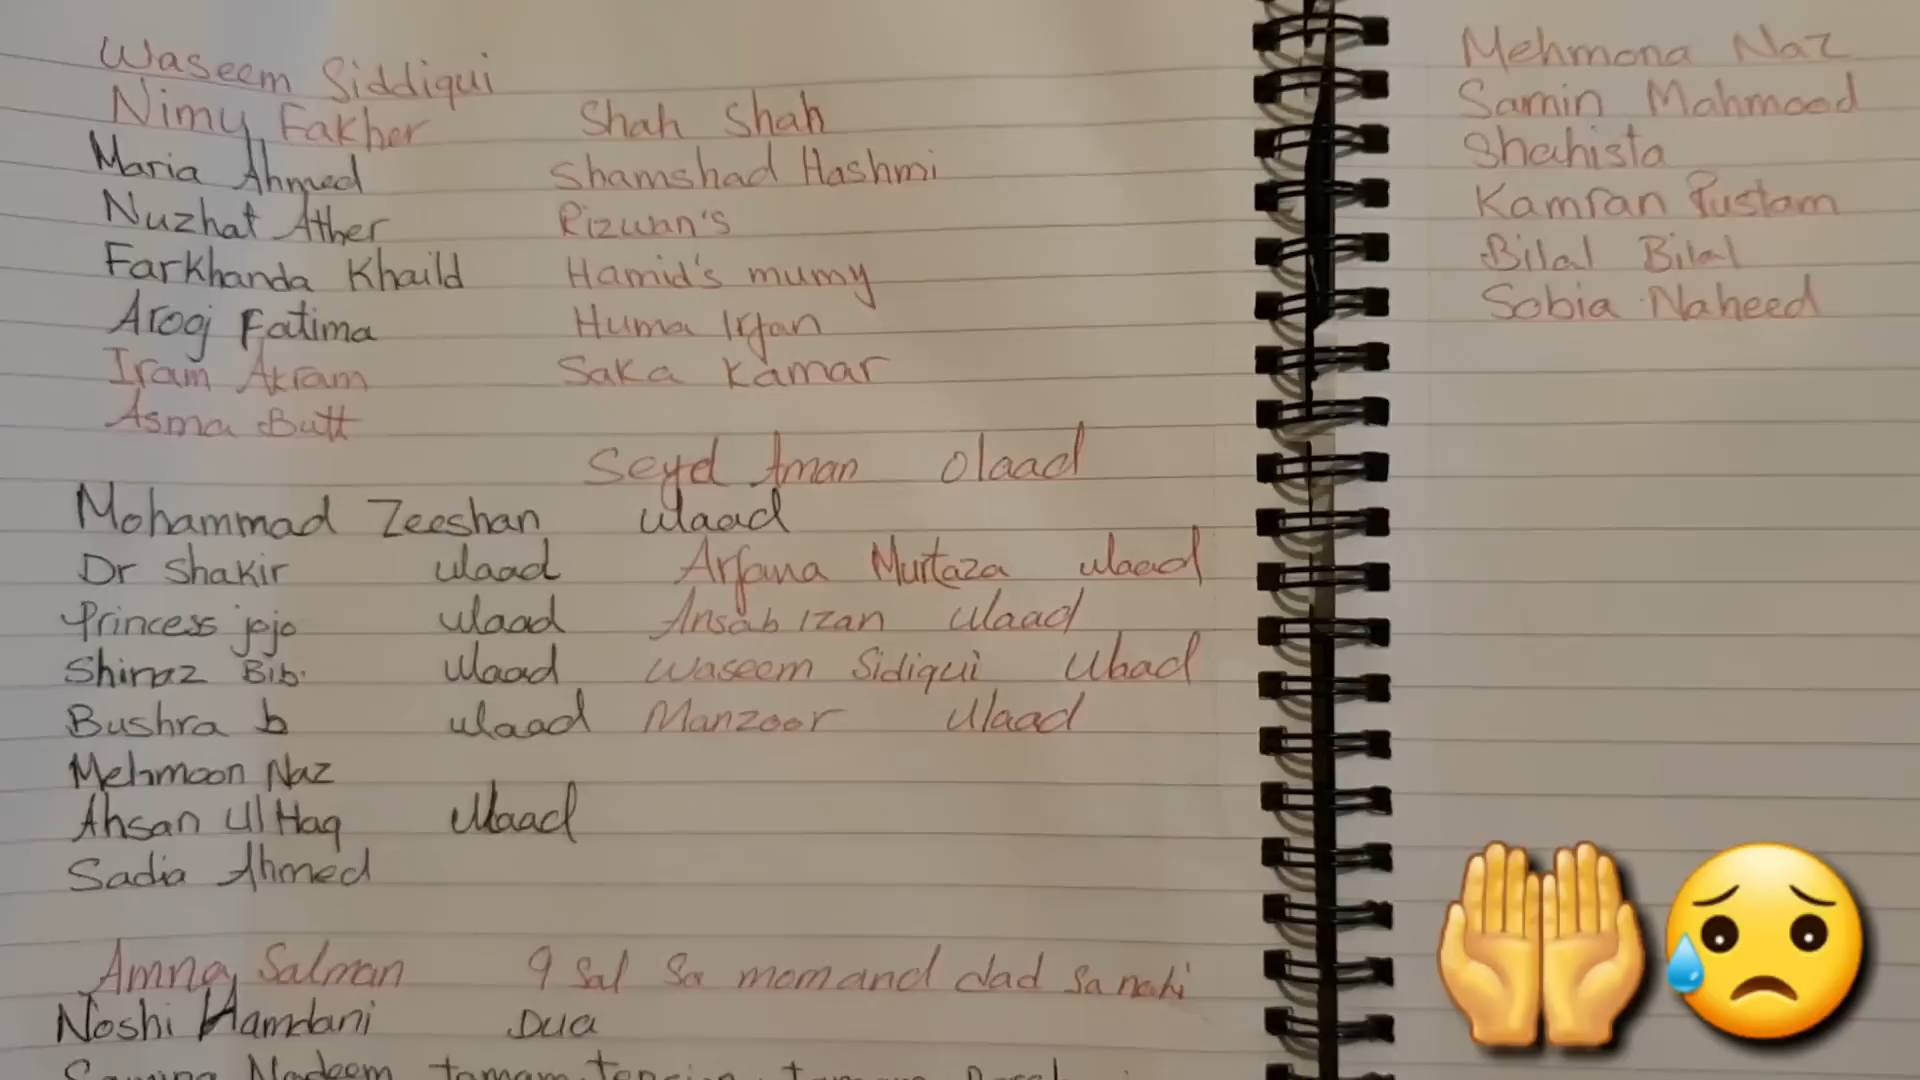 Waseem Siddiqui
Nimy Fakher Shah Shah
Maria Ahmed Shamshad Hashmi
Nuzhat Ather Rizwan's
Farkhanda Khaild Hamid's mumy
Arooj Fatima Huma Irfan
Iram Akram Saka Kamar
Asma Butt
Seyd Aman Olaad
Mohammad Zeeshan ulaad
Dr Shakir ulaad Arfana Murtaza ulaad
Princess jojo ulaad Ansab izan ulaad
Shiraz Bib. ulaad Waseem Sidiqui Ulaad
Bushra b ulaad Manzoor Ulaad
Mehmoon Naz
Ahsan Ul Haq Ulaad
Sadia Ahmed
Amna Salman 9 Sal Sa mom and dad Sa nahi
Noshi Hamdani Dua
Nadeem tamam
Mehmona Naz
Samin Mahmood
Shahista
Kamran Rustam
Bilal Bilal
Sobia Naheed